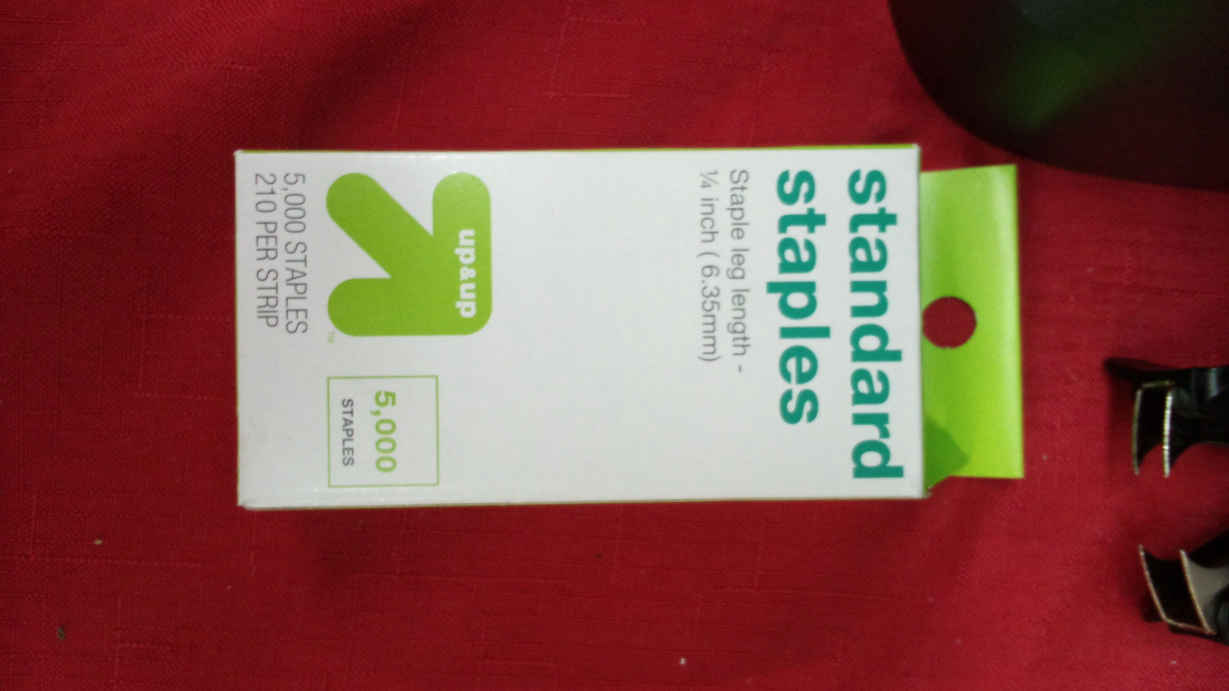 standard
staples
Staple leg length -
¼ inch ( 6.35mm)
up&up
™
5,000
STAPLES
5,000 STAPLES
210 PER STRIP